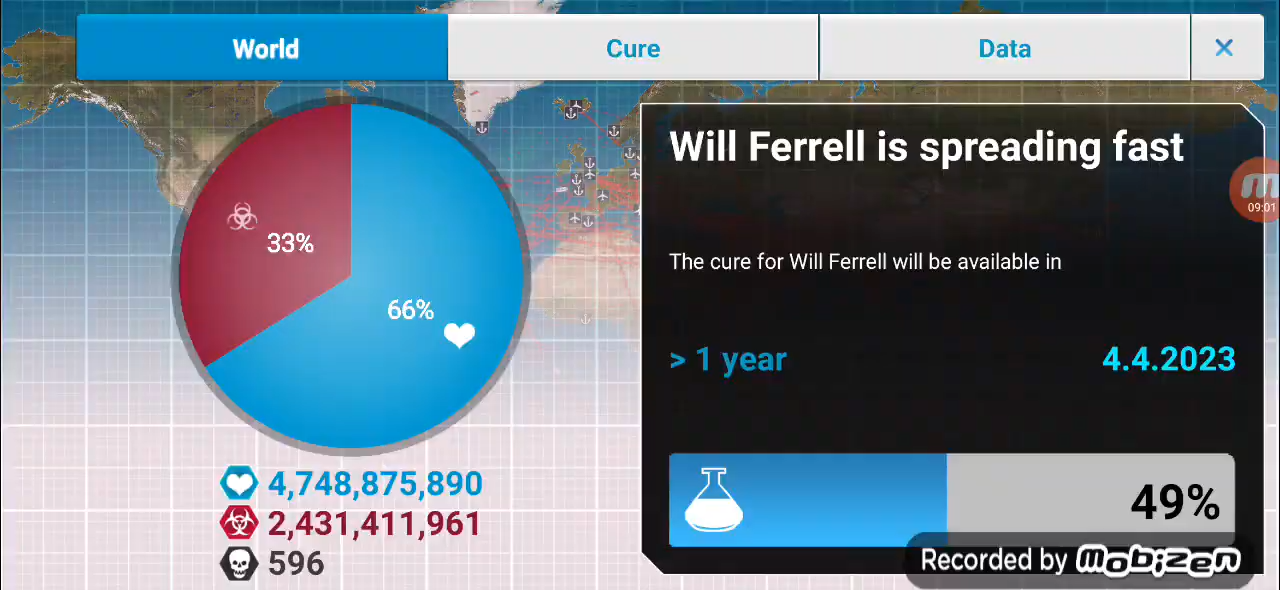 World
Cure
Data
Will Ferrell is spreading fast
The cure for Will Ferrell will be available in
> 1 year
4.4.2023
33%
66%
4,748,875,890
2,431,411,961
596
49%
09:01
Recorded by Mobizen